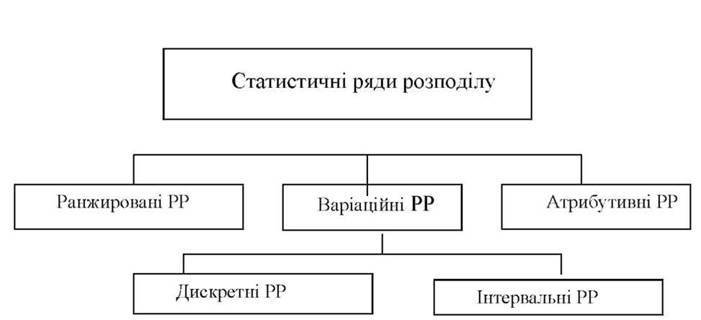 Статистичні ряди розподілу
Ранжировані РР
Варіаційні РР
Атрибутивні РР
Дискретні РР
Інтервальні РР